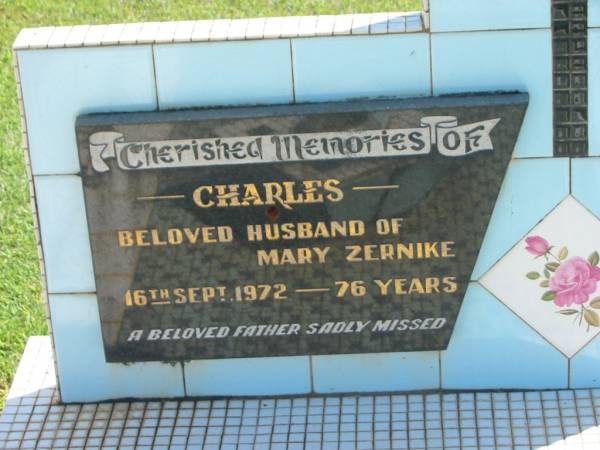 Cherished Memories OF
— CHARLES —
BELOVED HUSBAND OF
MARY ZERNIKE
16TH SEPT. 1972 — 76 YEARS
A BELOVED FATHER SADLY MISSED